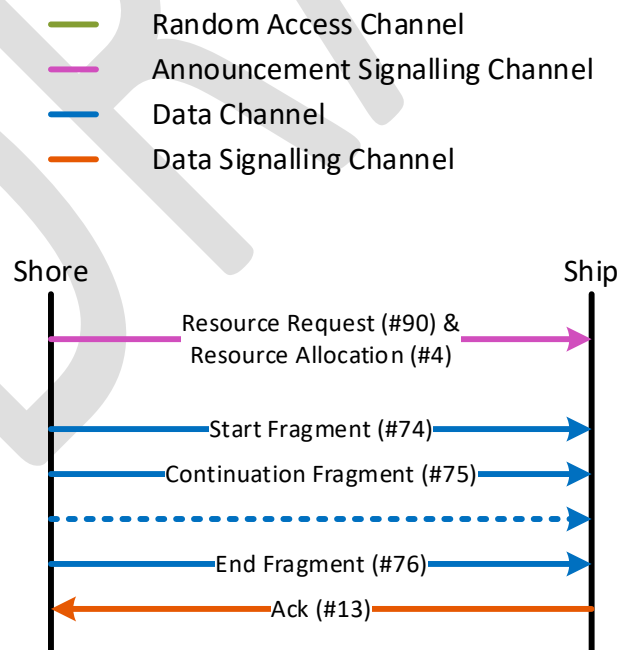 Random Access Channel
Announcement Signalling Channel
Data Channel
Data Signalling Channel
Shore
Ship
Resource Request (#90) &
Resource Allocation (#4)
Start Fragment (#74)
Continuation Fragment (#75)
End Fragment (#76)
Ack (#13)